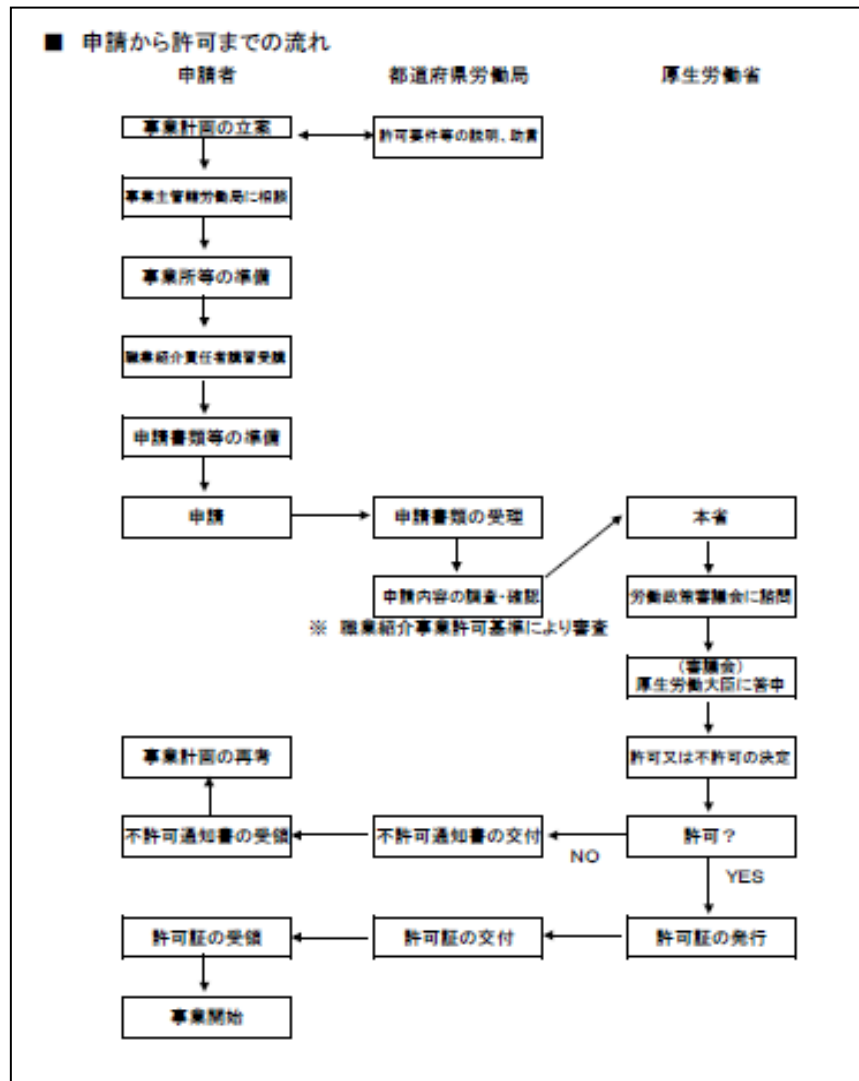 ■ 申請から許可までの流れ
申請者 都道府県労働局 厚生労働省
事業計画の立案 許可要件等の説明、助言
事業主管轄労働局に相談
事業所等の準備
職業紹介責任者講習受講
申請書類等の準備
申請 申請書類の受理 本省
申請内容の調査・確認 労働政策審議会に諮問
※ 職業紹介事業許可基準により審査
(審議会)
厚生労働大臣に答申
事業計画の再考 許可又は不許可の決定
不許可通知書の受領 不許可通知書の交付 許可?
NO
YES
許可証の受領 許可証の交付 許可証の発行
事業開始